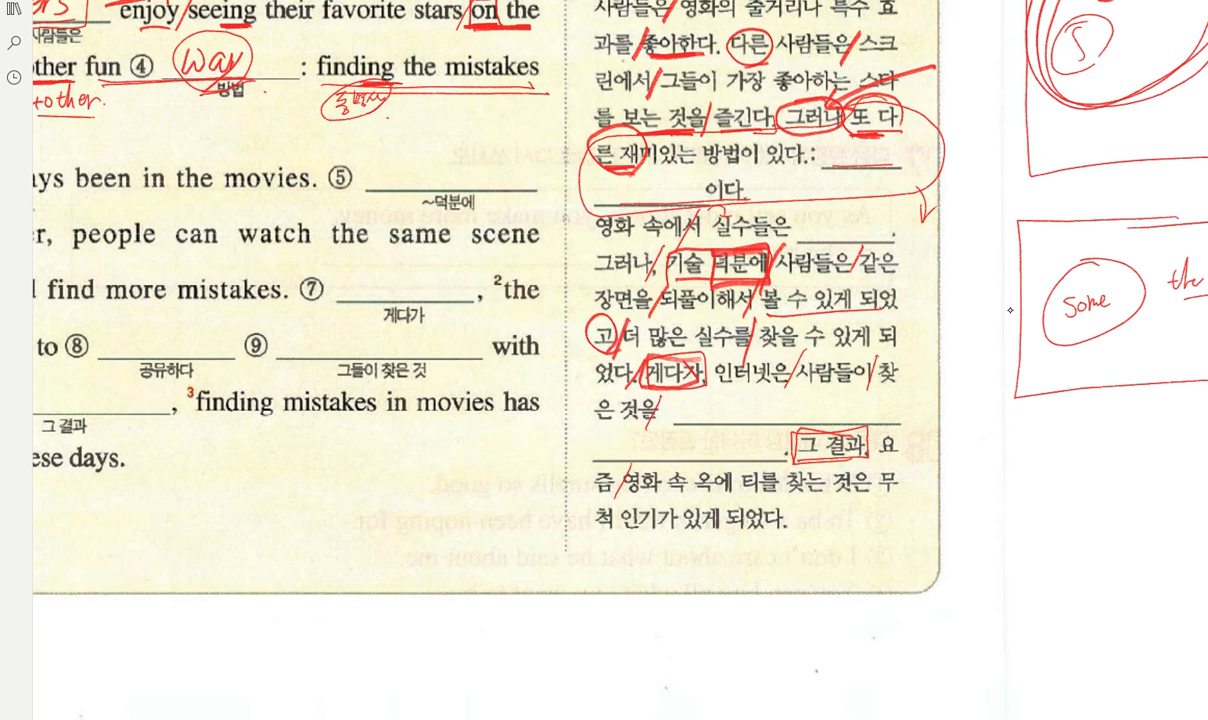 enjoy seeing their favorite stars on the
사람들은
other fun ④ way : finding the mistakes
방법
other.
동명사
ays been in the movies. ⑤
~덕분에
r, people can watch the same scene
find more mistakes. ⑦ , ²the
게다가
to ⑧ ⑨ with
공유하다 그들이 찾은 것
, ³finding mistakes in movies has
그 결과
ese days.
사람들은 영화의 줄거리나 특수 효
과를 좋아한다. 다른 사람들은 스크
린에서 그들이 가장 좋아하는 스타
를 보는 것을 즐긴다. 그러나 또 다
른 재미있는 방법이 있다.:
이다.
영화 속에서 실수들은 .
그러나, 기술 덕분에 사람들은 같은
장면을 되풀이해서 볼 수 있게 되었
고 더 많은 실수를 찾을 수 있게 되
었다. 게다가, 인터넷은 사람들이 찾
은 것을
. 그 결과, 요
즘 영화 속 옥에 티를 찾는 것은 무
척 인기가 있게 되었다.
Some the